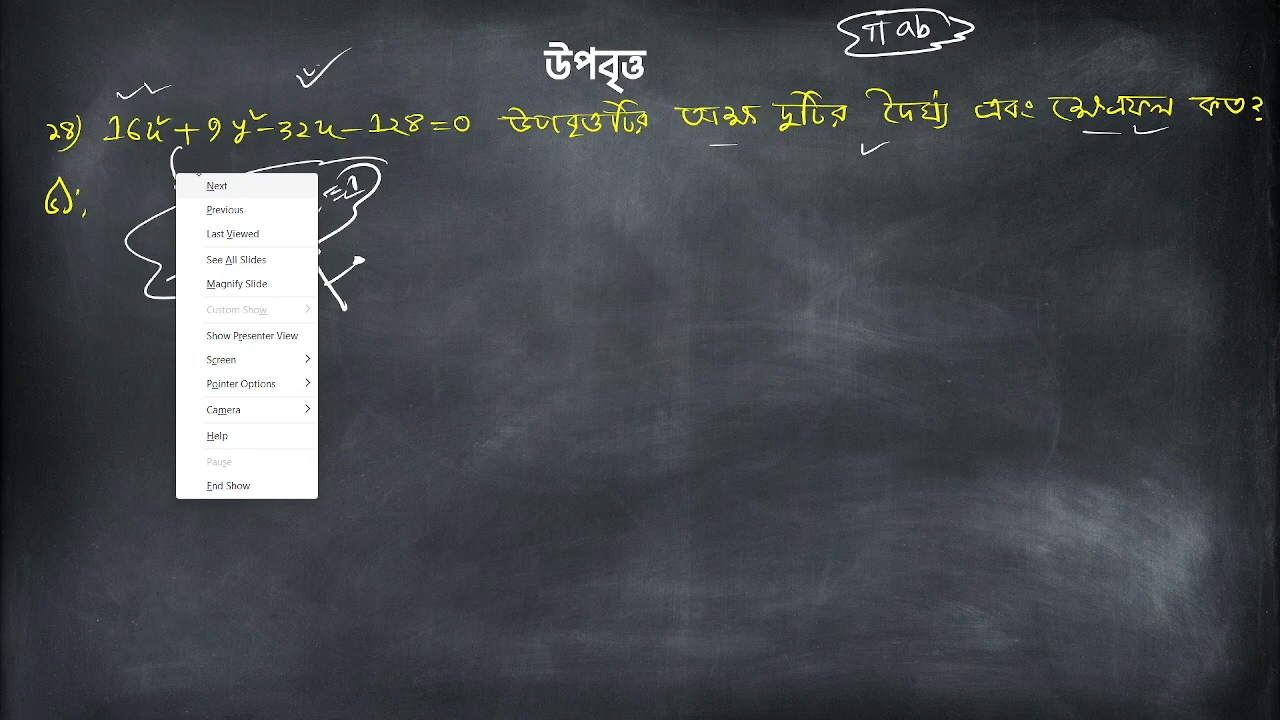 πab
উপবৃত্ত
২৪) 16x² + 9y² - 32x - 128 = 0 উপবৃত্তটির অক্ষ দুটির দৈর্ঘ্য এবং ক্ষেত্রফল কত?
= 1
Next
Previous
Last Viewed
See All Slides
Magnify Slide
Custom Show
Show Presenter View
Screen
Pointer Options
Camera
Help
Pause
End Show